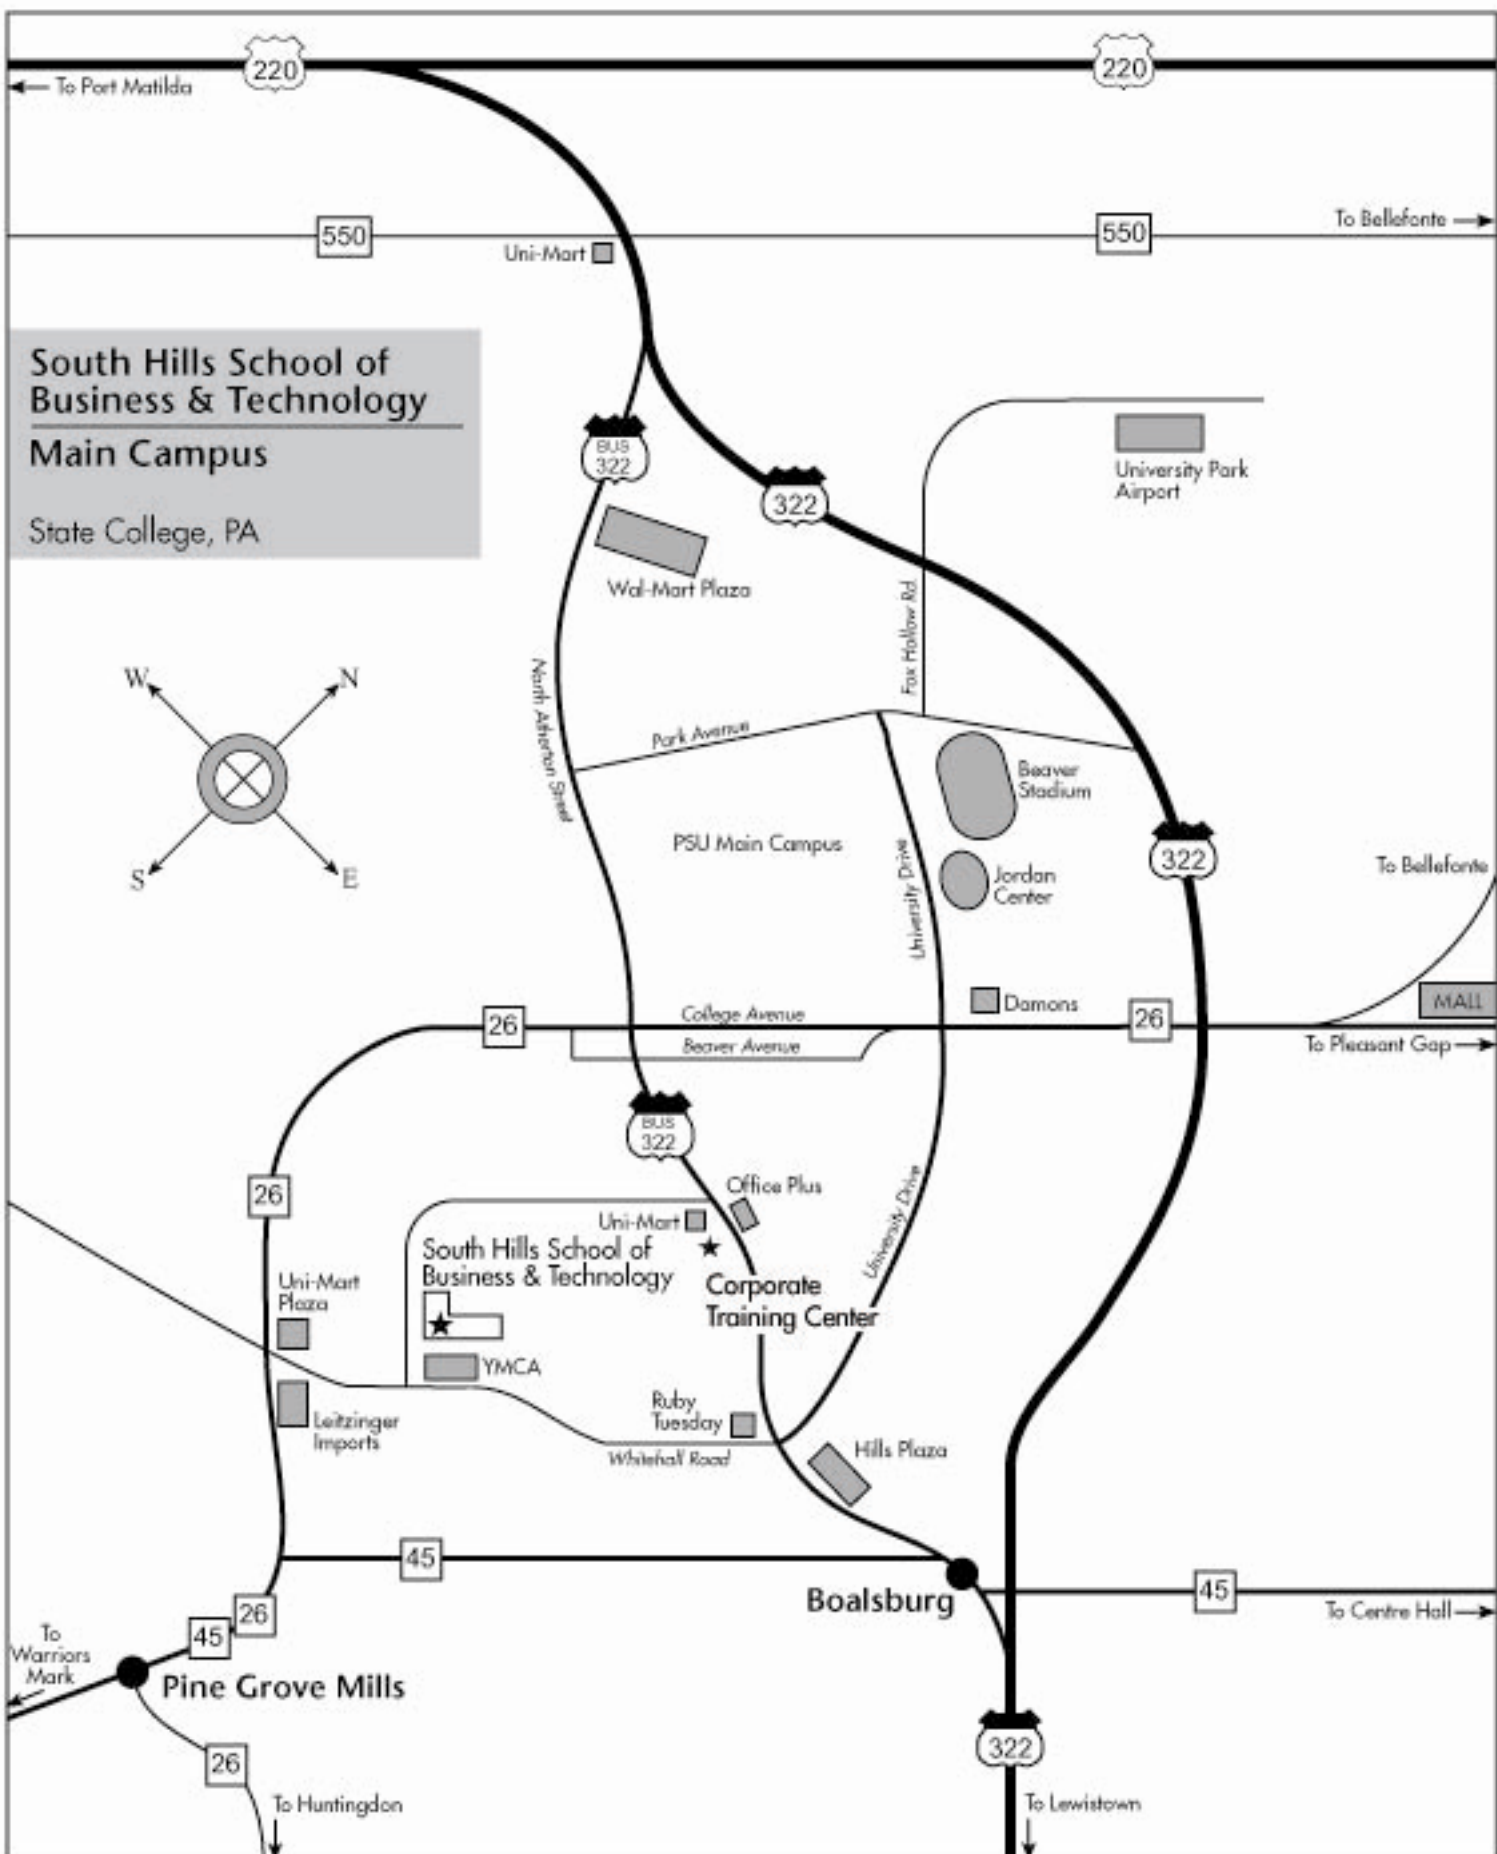 220
220
To Port Matilda
550
550
To Bellefonte
Uni-Mart
South Hills School of
Business & Technology
Main Campus
State College, PA
BUS
322
322
University Park
Airport
Wal-Mart Plaza
Fox Hollow Rd.
W
N
S
E
North Atherton Street
Park Avenue
Beaver
Stadium
PSU Main Campus
University Drive
Jordan
Center
322
To Bellefonte
MALL
Damons
26
College Avenue
26
Beaver Avenue
To Pleasant Gap
BUS
322
26
Office Plus
Uni-Mart
University Drive
South Hills School of
Business & Technology
Corporate
Training Center
Uni-Mart
Plaza
YMCA
Ruby
Tuesday
Leitzinger
Imports
Whitehall Road
Hills Plaza
45
Boalsburg
45
To Centre Hall
26
45
To
Warriors
Mark
Pine Grove Mills
26
322
To Huntingdon
To Lewistown